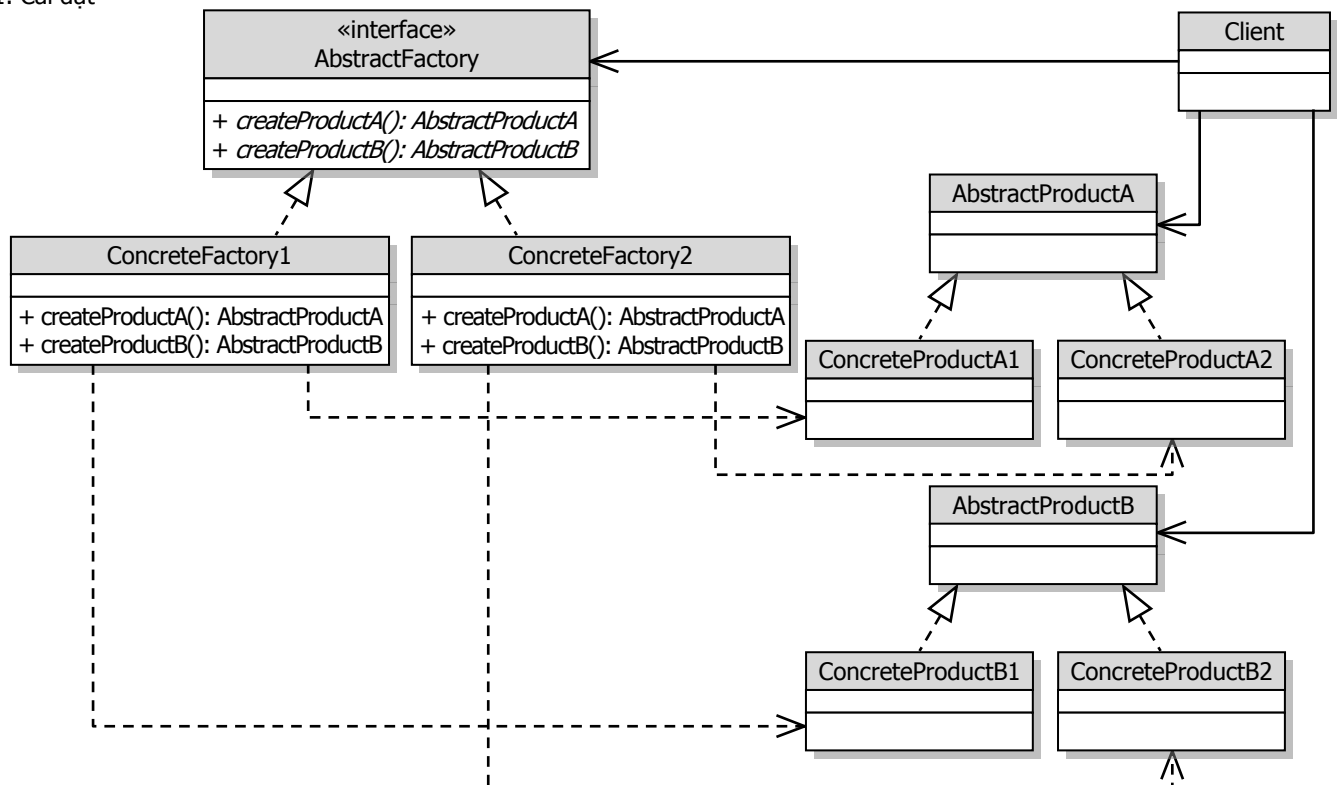 «interface»
AbstractFactory
+ createProductA(): AbstractProductA
+ createProductB(): AbstractProductB
Client
AbstractProductA
ConcreteFactory1
+ createProductA(): AbstractProductA
+ createProductB(): AbstractProductB
ConcreteFactory2
+ createProductA(): AbstractProductA
+ createProductB(): AbstractProductB
ConcreteProductA1
ConcreteProductA2
AbstractProductB
ConcreteProductB1
ConcreteProductB2